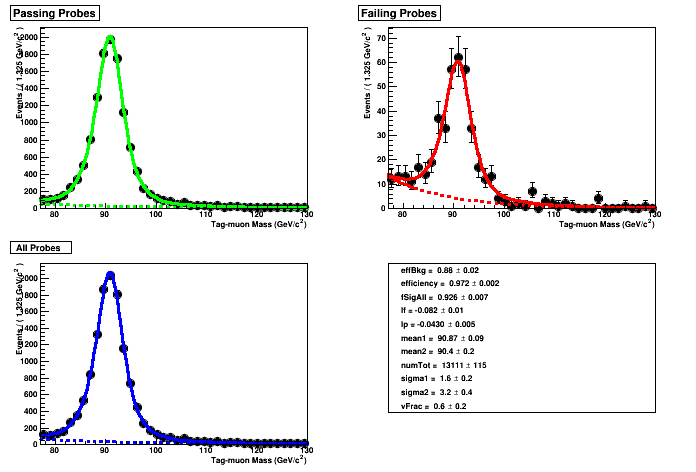 Passing Probes
Events / ( 1.325 GeV/c² )
2000
1800
1600
1400
1200
1000
800
600
400
200
0
80 90 100 110 120 130
Tag-muon Mass (GeV/c²)
Failing Probes
Events / ( 1.325 GeV/c² )
70
60
50
40
30
20
10
0
80 90 100 110 120 130
Tag-muon Mass (GeV/c²)
All Probes
Events / ( 1.325 GeV/c² )
2000
1800
1600
1400
1200
1000
800
600
400
200
0
80 90 100 110 120 130
Tag-muon Mass (GeV/c²)
effBkg = 0.88 ± 0.02
efficiency = 0.972 ± 0.002
fSigAll = 0.926 ± 0.007
lf = -0.082 ± 0.01
lp = -0.0430 ± 0.005
mean1 = 90.87 ± 0.09
mean2 = 90.4 ± 0.2
numTot = 13111 ± 115
sigma1 = 1.6 ± 0.2
sigma2 = 3.2 ± 0.4
vFrac = 0.6 ± 0.2